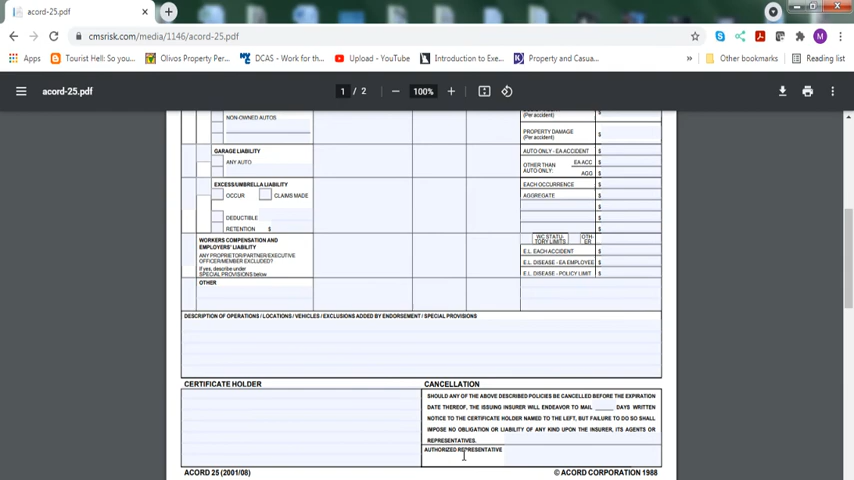 acord-25.pdf
cmsrisk.com/media/1146/acord-25.pdf
M
Apps Tourist Hell: So y... Olivos Property Per... DCAS - Work for Th... Upload - YouTube Introduction to Exe... Property and Casua... » Other bookmarks Reading list
acord-25.pdf 1 / 2 100%
NON-OWNED AUTOS
(Per accident) $
PROPERTY DAMAGE
(Per accident) $
GARAGE LIABILITY AUTO ONLY - EA ACCIDENT $
ANY AUTO OTHER THAN EA ACC $
AUTO ONLY: AGG $
EXCESS/UMBRELLA LIABILITY EACH OCCURRENCE $
OCCUR CLAIMS MADE AGGREGATE $
$
DEDUCTIBLE $
RETENTION $ $
WORKERS COMPENSATION AND WC STATU- OTH-
EMPLOYERS' LIABILITY TORY LIMITS ER
ANY PROPRIETOR/PARTNER/EXECUTIVE E.L. EACH ACCIDENT $
OFFICER/MEMBER EXCLUDED? E.L. DISEASE - EA EMPLOYEE $
If yes, describe under
SPECIAL PROVISIONS below E.L. DISEASE - POLICY LIMIT $
OTHER
DESCRIPTION OF OPERATIONS / LOCATIONS / VEHICLES / EXCLUSIONS ADDED BY ENDORSEMENT / SPECIAL PROVISIONS
CERTIFICATE HOLDER CANCELLATION
SHOULD ANY OF THE ABOVE DESCRIBED POLICIES BE CANCELLED BEFORE THE EXPIRATION
DATE THEREOF, THE ISSUING INSURER WILL ENDEAVOR TO MAIL ______ DAYS WRITTEN
NOTICE TO THE CERTIFICATE HOLDER NAMED TO THE LEFT, BUT FAILURE TO DO SO SHALL
IMPOSE NO OBLIGATION OR LIABILITY OF ANY KIND UPON THE INSURER, ITS AGENTS OR
REPRESENTATIVES.
AUTHORIZED REPRESENTATIVE
ACORD 25 (2001/08) © ACORD CORPORATION 1988